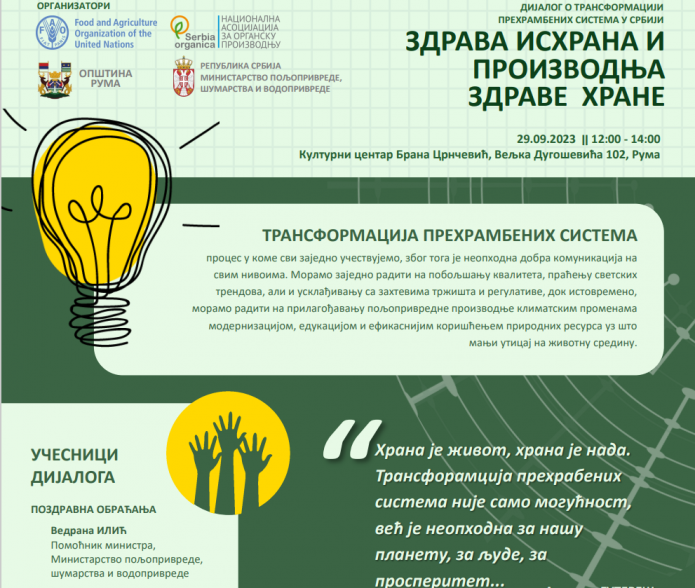 ОРГАНИЗАТОРИ
Food and Agriculture
Organization of the
United Nations
FAO
Serbia
organica
НАЦИОНАЛНА
АСОЦИЈАЦИЈА
ЗА ОРГАНСКУ
ПРОИЗВОДЊУ
ОПШТИНА
РУМА
РЕПУБЛИКА СРБИЈА
МИНИСТАРСТВО ПОЉОПРИВРЕДЕ,
ШУМАРСТВА И ВОДОПРИВРЕДЕ
ДИЈАЛОГ О ТРАНСФОРМАЦИЈИ
ПРЕХРАМБЕНИХ СИСТЕМА У СРБИЈИ
ЗДРАВА ИСХРАНА И
ПРОИЗВОДЊА
ЗДРАВЕ ХРАНЕ
29.09.2023 || 12:00 - 14:00
Културни центар Брана Црнчевић, Вељка Дугошевића 102, Рума
ТРАНСФОРМАЦИЈА ПРЕХРАМБЕНИХ СИСТЕМА
процес у коме сви заједно учествујемо, због тога је неопходна добра комуникација на
свим нивоима. Морамо заједно радити на побољшању квалитета, праћењу светских
трендова, али и усклађивању са захтевима тржишта и регулативе, док истовремено,
морамо радити на прилагођавању пољопривредне производње климатским променама
модернизацијом, едукацијом и ефикаснијим коришћењем природних ресурса уз што
мањи утицај на животну средину.
УЧЕСНИЦИ
ДИЈАЛОГА
ПОЗДРАВНА ОБРАЋАЊА
Ведрана ИЛИЋ
Помоћник министра,
Министарство пољопривреде,
шумарства и водопривреде
“
Храна је живот, храна је нада.
Трансфорамција прехрабених
система није само могућност,
већ је неопходна за нашу
планету, за људе, за
просперитет...